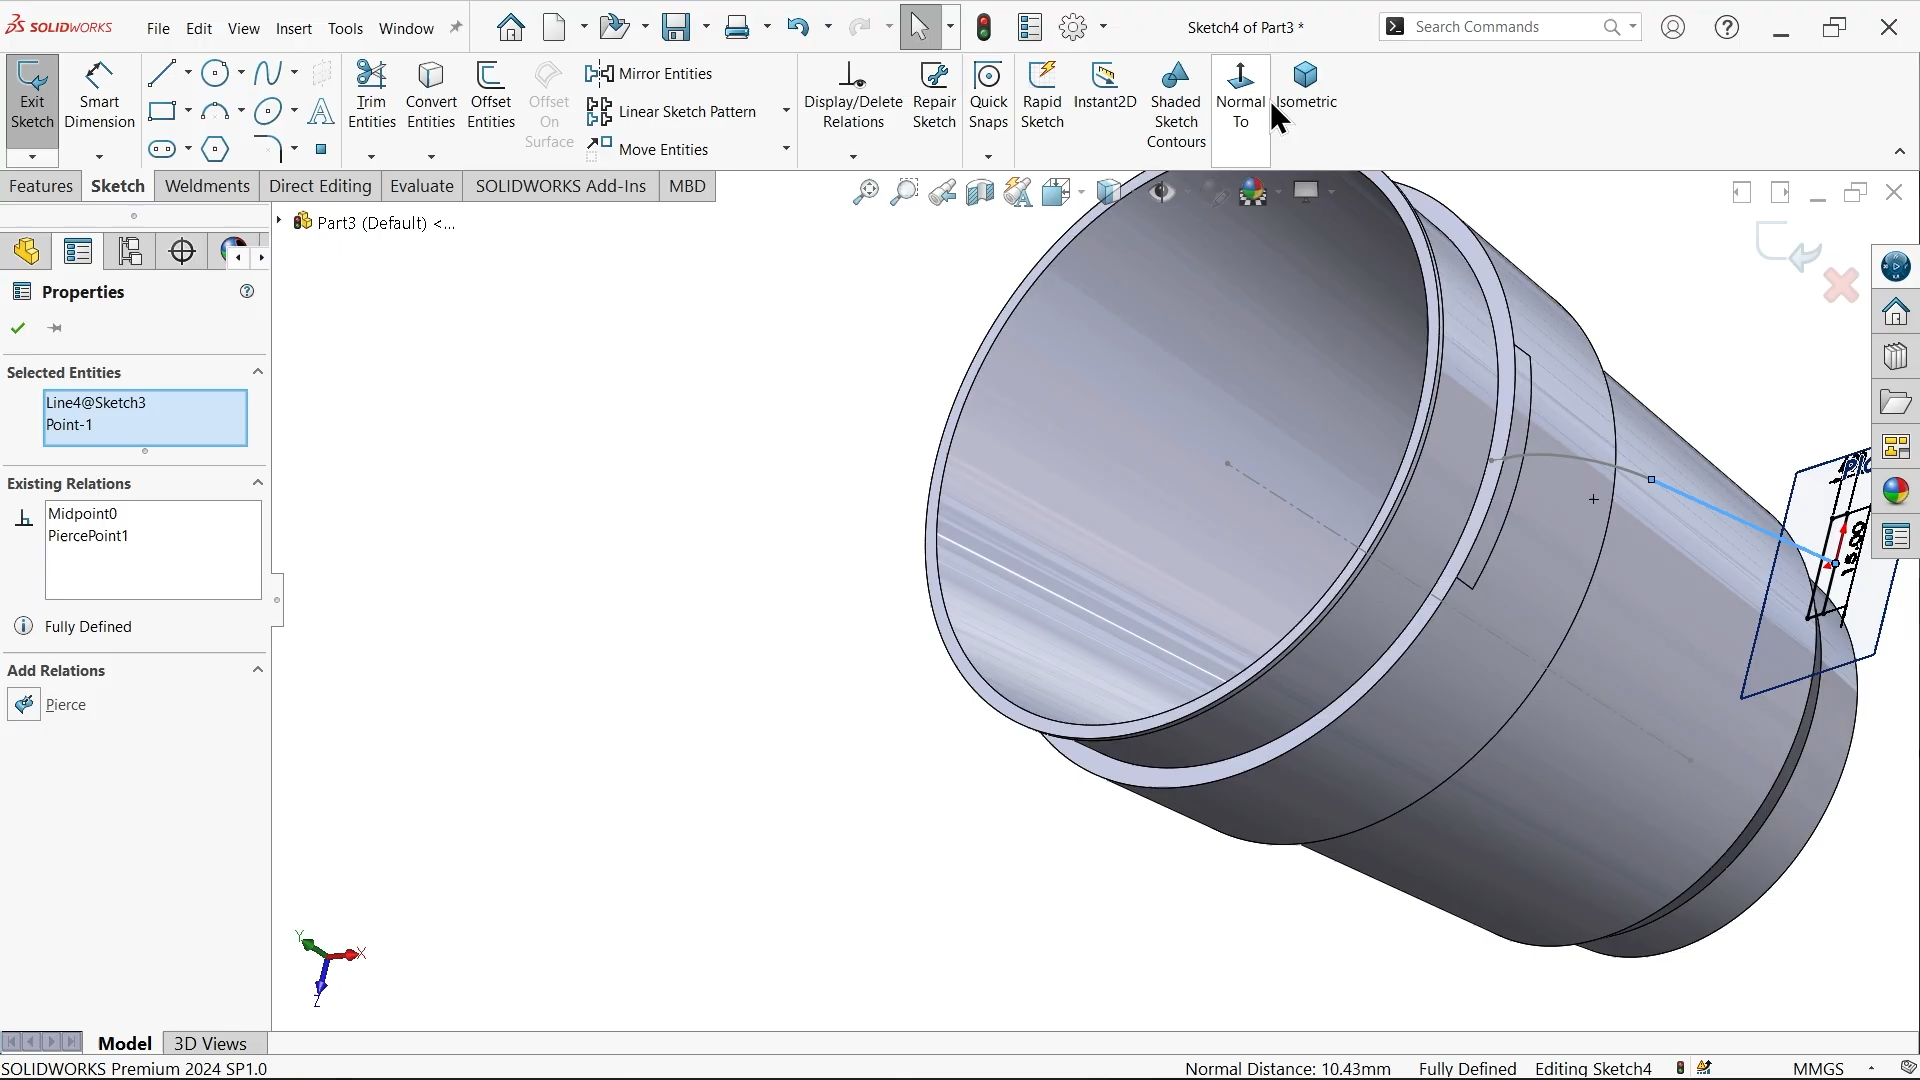 SOLIDWORKS
File Edit View Insert Tools Window
Sketch4 of Part3 *
Search Commands
Exit Sketch
Smart Dimension
Trim Entities
Convert Entities
Offset Entities
Offset On Surface
Mirror Entities
Linear Sketch Pattern
Move Entities
Display/Delete Relations
Repair Sketch
Quick Snaps
Rapid Sketch
Instant2D
Shaded Sketch Contours
Normal To
Isometric
Features Sketch Weldments Direct Editing Evaluate SOLIDWORKS Add-Ins MBD
Part3 (Default) <...
Properties
Selected Entities
Line4@Sketch3
Point-1
Existing Relations
Midpoint0
PiercePoint1
Fully Defined
Add Relations
Pierce
Y
X
Z
Model 3D Views
SOLIDWORKS Premium 2024 SP1.0
Normal Distance: 10.43mm Fully Defined Editing Sketch4 MMGS